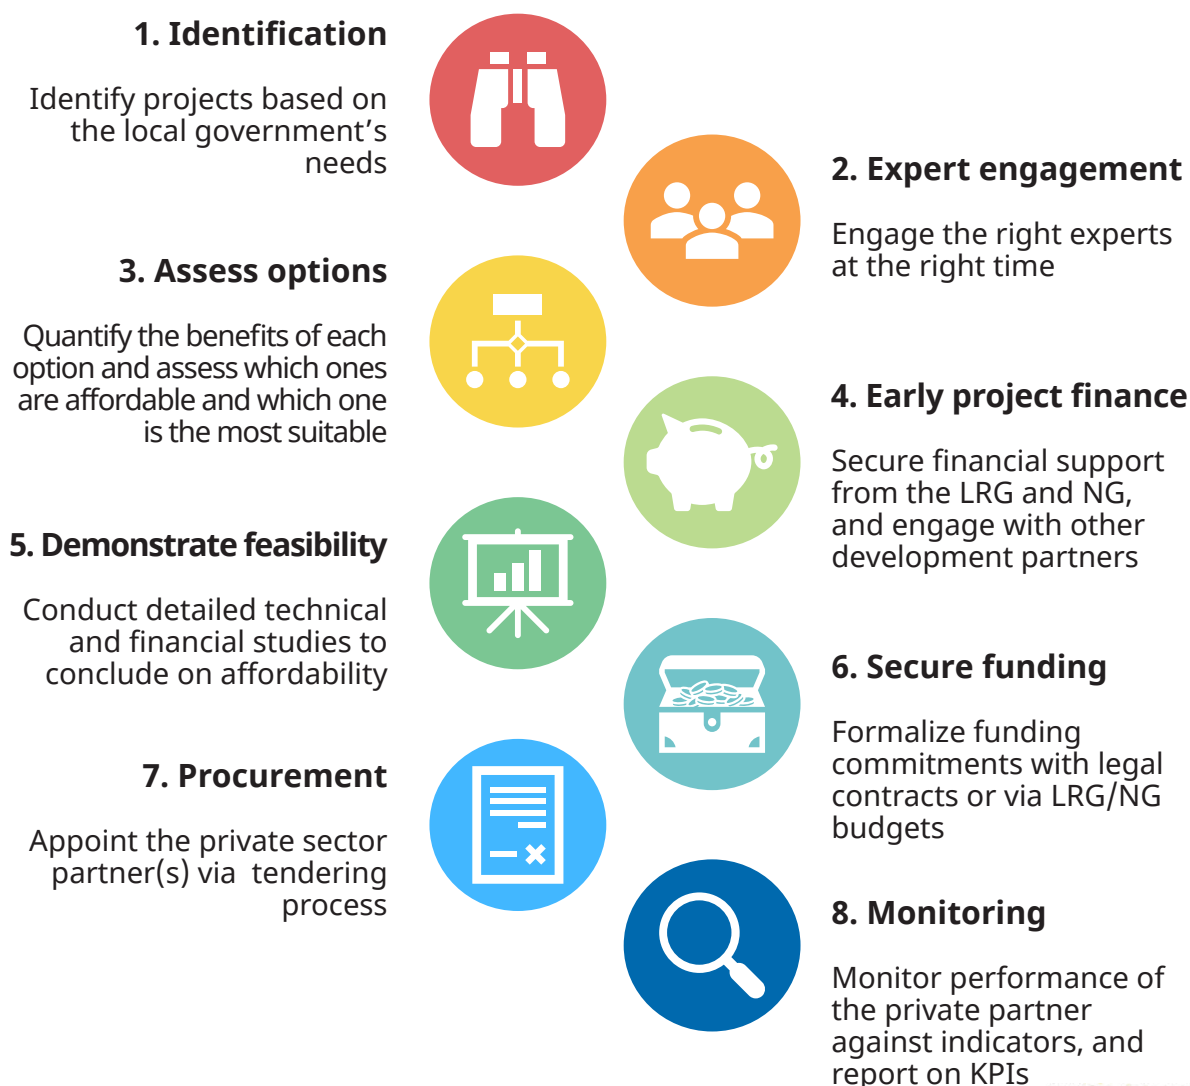 1. Identification
Identify projects based on
the local government’s
needs
2. Expert engagement
Engage the right experts
at the right time
3. Assess options
Quantify the benefits of each
option and assess which ones
are affordable and which one
is the most suitable
4. Early project finance
Secure financial support
from the LRG and NG,
and engage with other
development partners
5. Demonstrate feasibility
Conduct detailed technical
and financial studies to
conclude on affordability
6. Secure funding
Formalize funding
commitments with legal
contracts or via LRG/NG
budgets
7. Procurement
Appoint the private sector
partner(s) via  tendering
process
8. Monitoring
Monitor performance of
the private partner
against indicators, and
report on KPIs